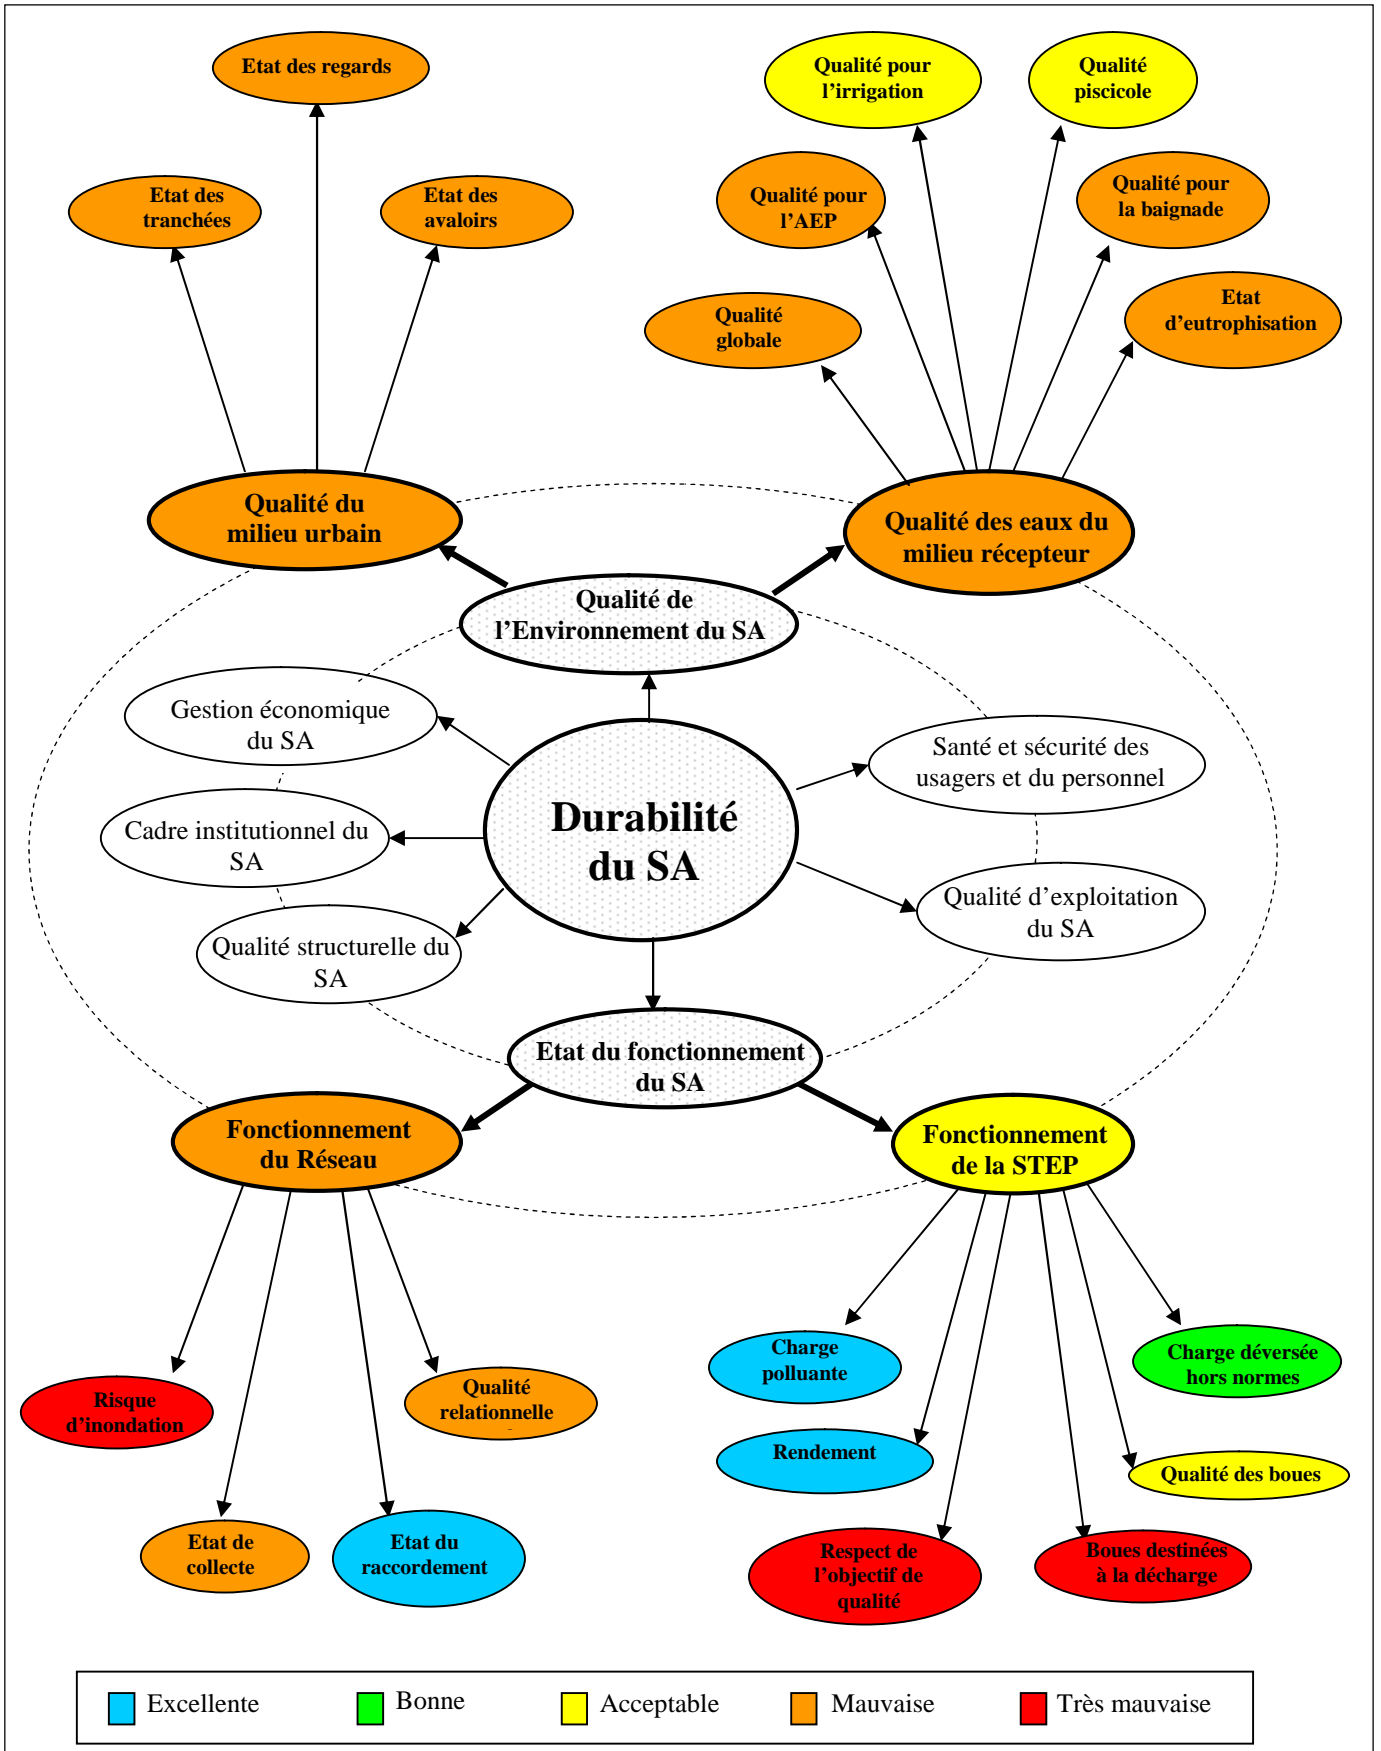 Etat des regards
Qualité pour
l’irrigation
Qualité
piscicole
Etat des
tranchées
Etat des
avaloirs
Qualité pour
l’AEP
Qualité pour
la baignade
Qualité
globale
Etat
d’eutrophisation
Qualité du
milieu urbain
Qualité des eaux du
milieu récepteur
Qualité de
l’Environnement du SA
Gestion économique
du SA
Santé et sécurité des
usagers et du personnel
Durabilité
du SA
Cadre institutionnel du
SA
Qualité d’exploitation
du SA
Qualité structurelle du
SA
Etat du fonctionnement
du SA
Fonctionnement
du Réseau
Fonctionnement
de la STEP
Risque
d’inondation
Qualité
relationnelle
Etat de
collecte
Etat du
raccordement
Charge
polluante
Charge déversée
hors normes
Rendement
Qualité des boues
Respect de
l’objectif de
qualité
Boues destinées
à la décharge
Excellente
Bonne
Acceptable
Mauvaise
Très mauvaise